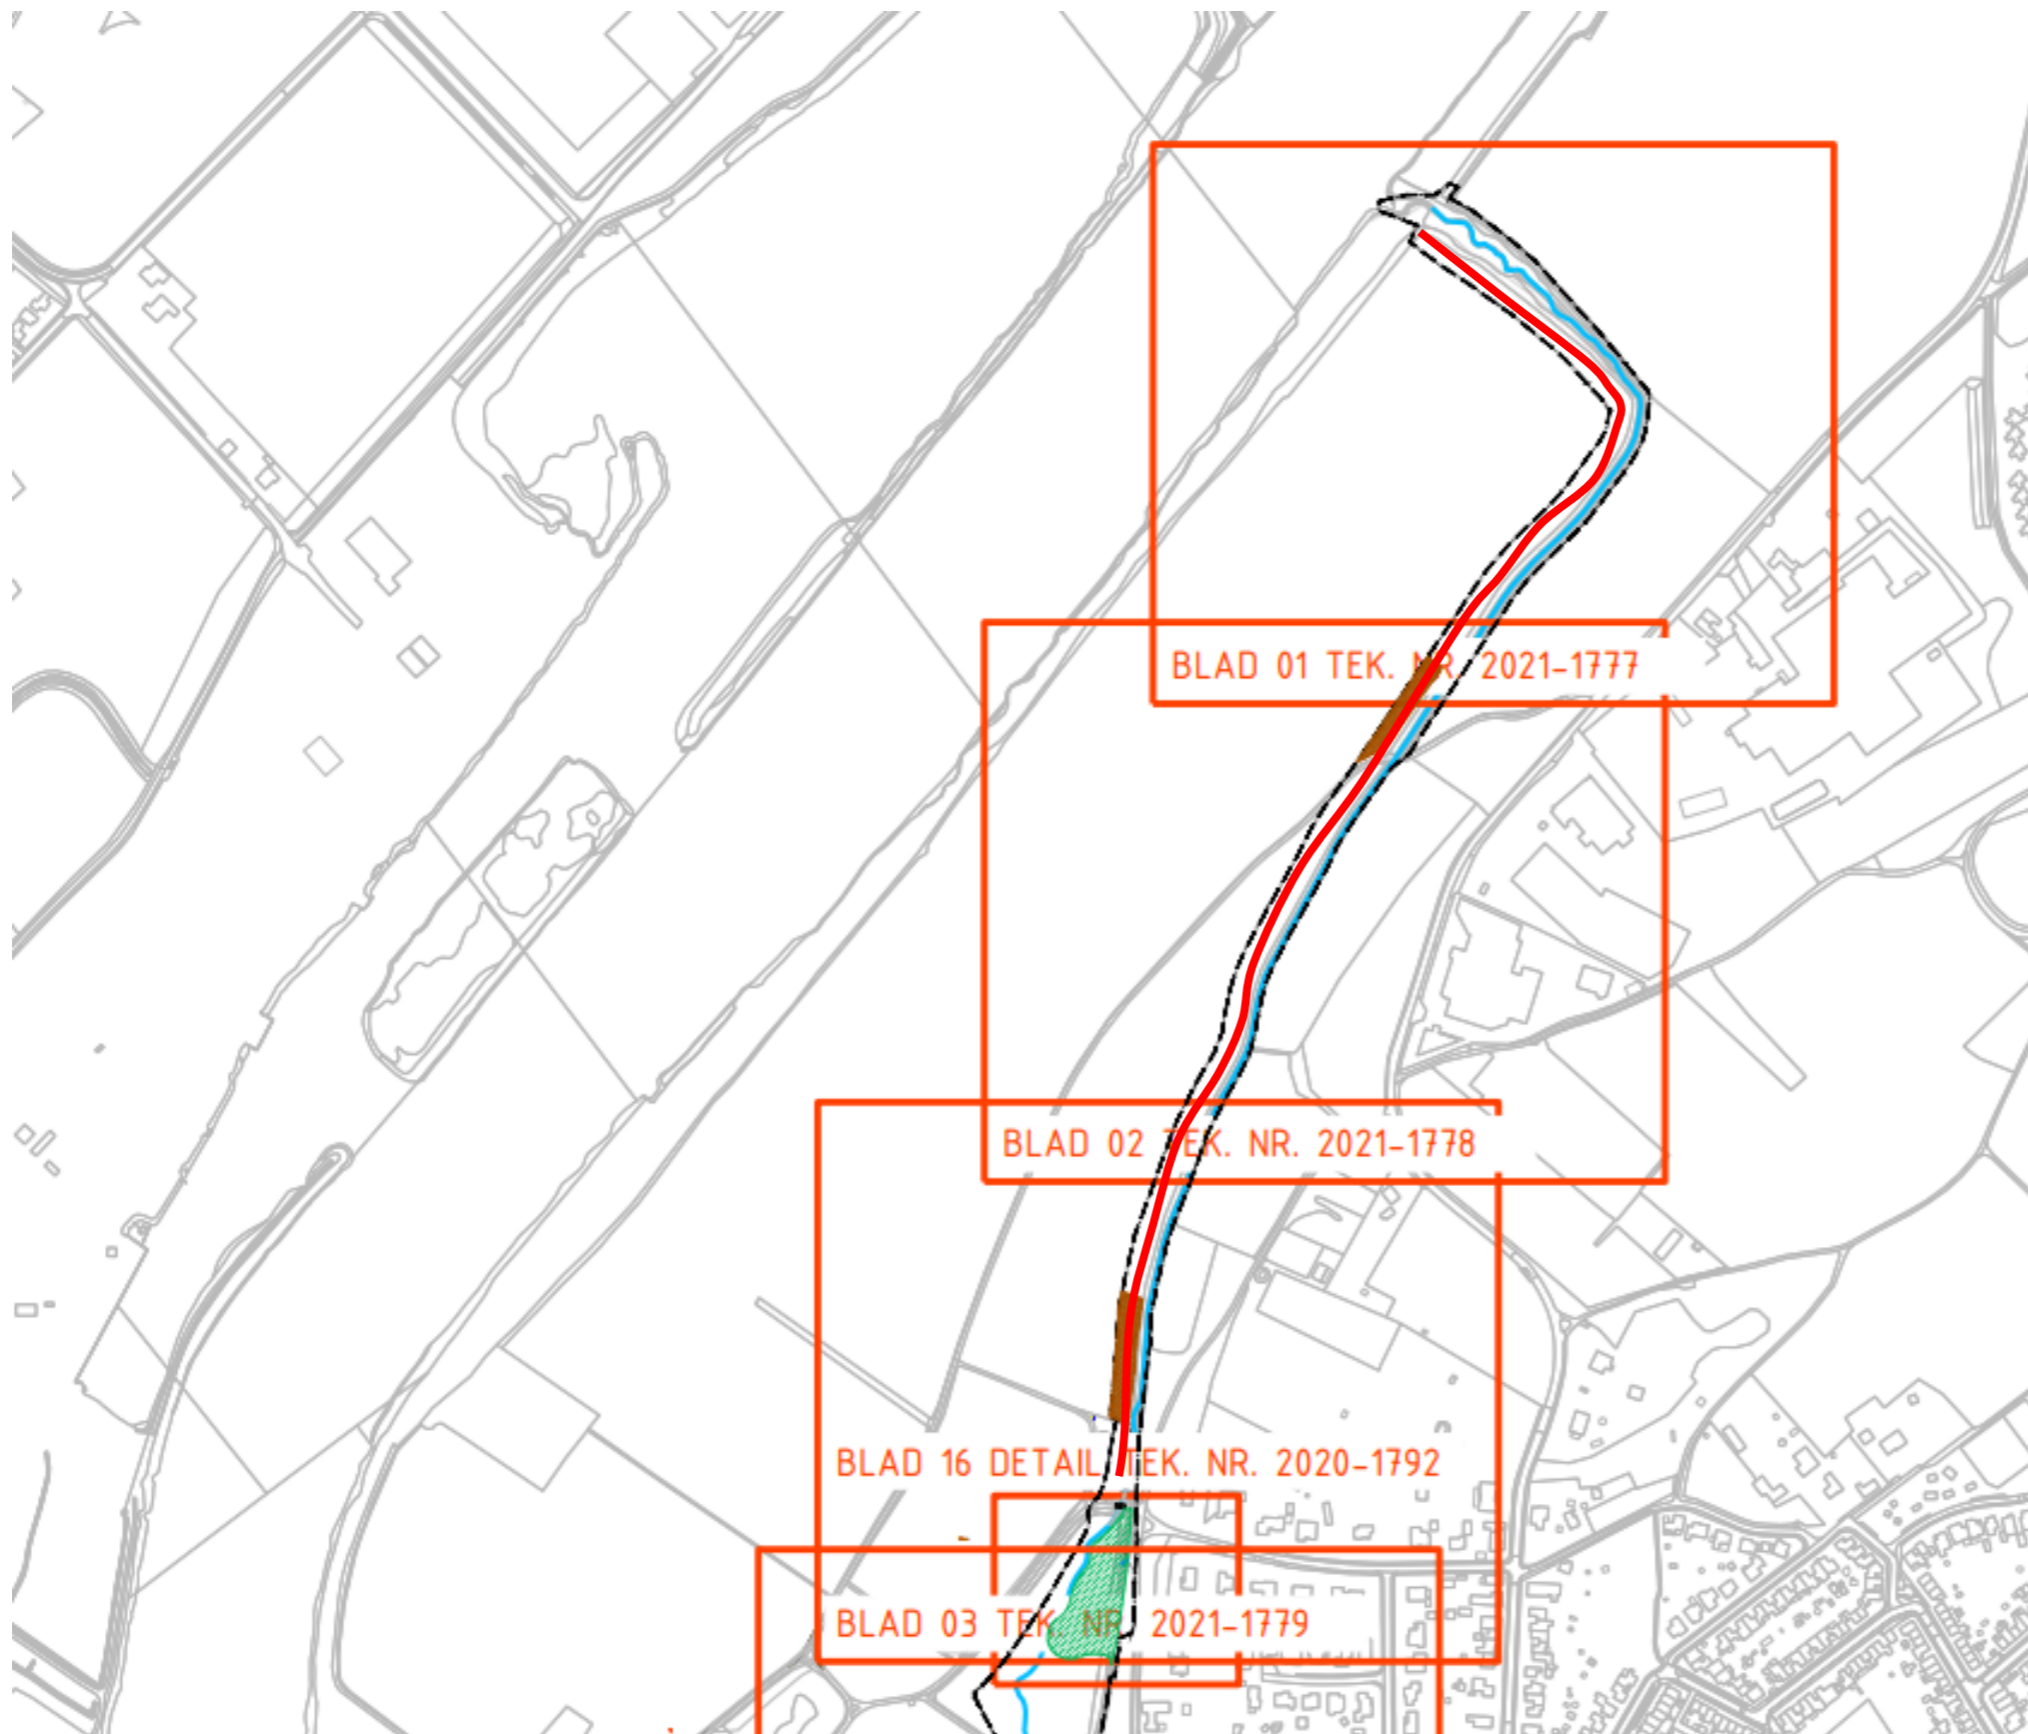 BLAD 01 TEK. NR. 2021-1777
BLAD 02 TEK. NR. 2021-1778
BLAD 16 DETAIL TEK. NR. 2020-1792
BLAD 03 TEK. NR. 2021-1779